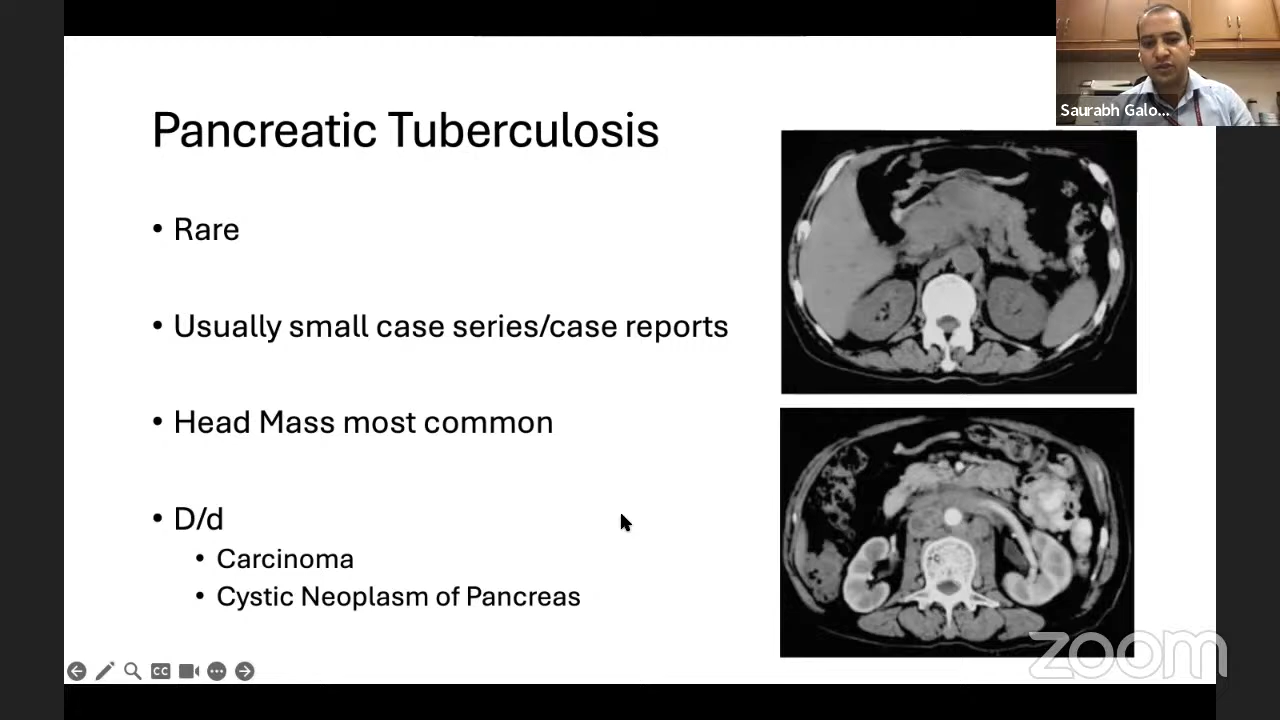 Saurabh Galo...
Pancreatic Tuberculosis
• Rare
• Usually small case series/case reports
• Head Mass most common
• D/d
• Carcinoma
• Cystic Neoplasm of Pancreas
CC
zoom